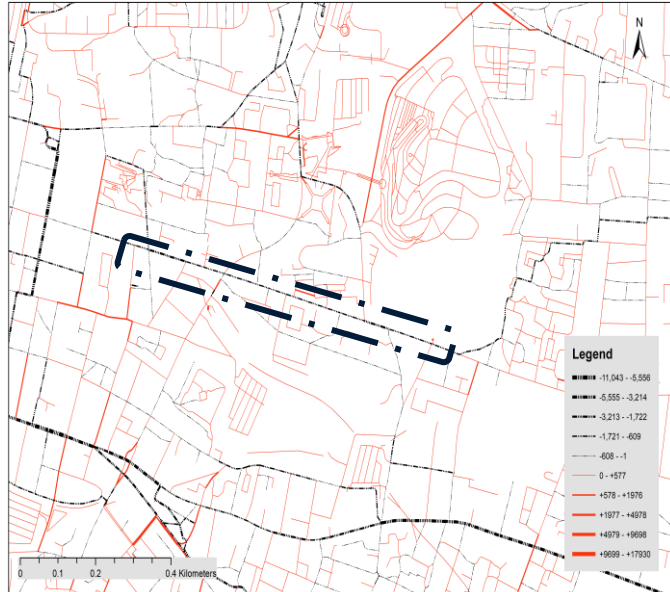 N
Legend
-11,043 - -5,556
-5,555 - -3,214
-3,213 - -1,722
-1,721 - -609
-608 - -1
0 - +577
+578 - +1976
+1977 - +4978
+4979 - +9698
+9699 - +17930
0 0.1 0.2 0.4 Kilometers